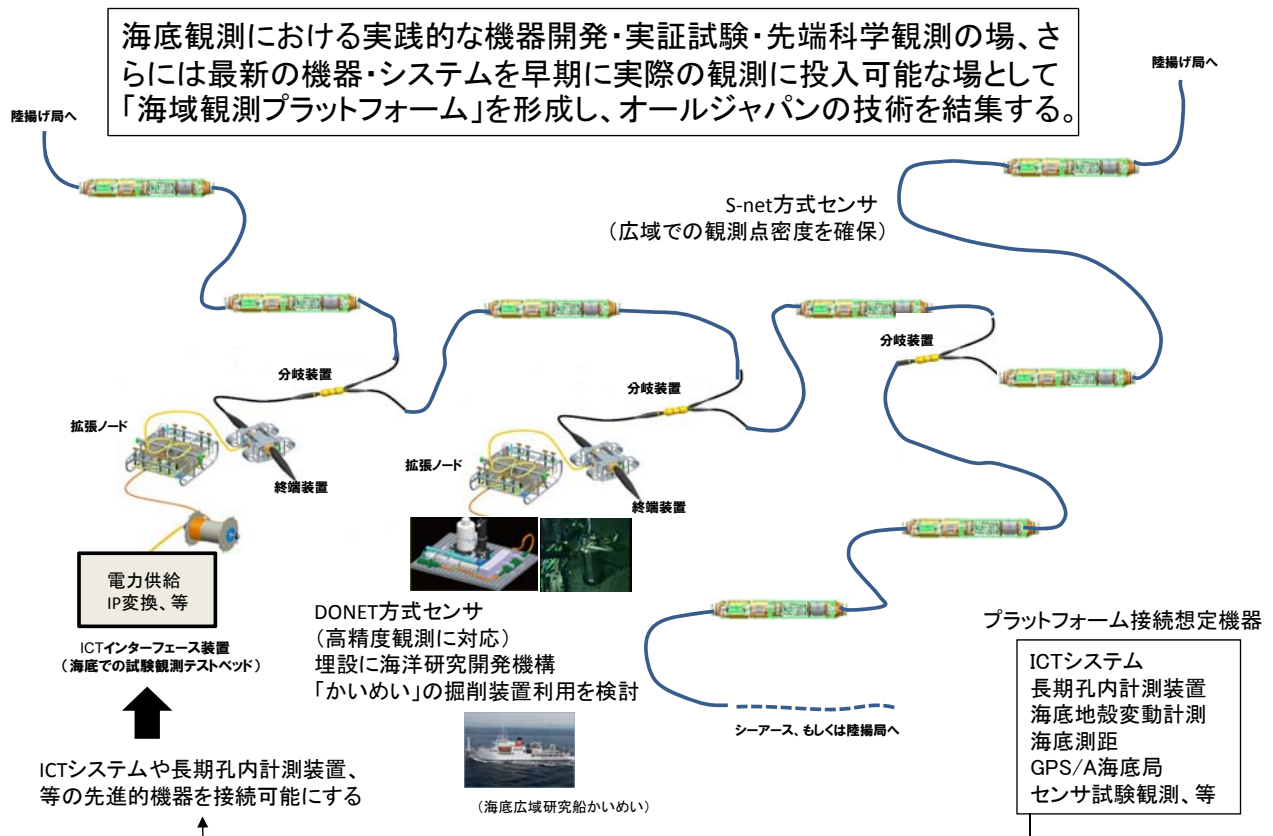 海底観測における実践的な機器開発・実証試験・先端科学観測の場、さ
らには最新の機器・システムを早期に実際の観測に投入可能な場として
「海域観測プラットフォーム」を形成し、オールジャパンの技術を結集する。
陸揚げ局へ
陸揚げ局へ
S-net方式センサ
（広域での観測点密度を確保）
分岐装置
分岐装置
分岐装置
拡張ノード
終端装置
拡張ノード
終端装置
電力供給
IP変換、等
ICTインターフェース装置
（海底での試験観測テストベッド）
DONET方式センサ
（高精度観測に対応）
埋設に海洋研究開発機構
「かいめい」の掘削装置利用を検討
（海底広域研究船かいめい）
シーアース、もしくは陸揚局へ
ICTシステムや長期孔内計測装置、
等の先進的機器を接続可能にする
プラットフォーム接続想定機器
ICTシステム
長期孔内計測装置
海底地殻変動計測
海底測距
GPS/A海底局
センサ試験観測、等